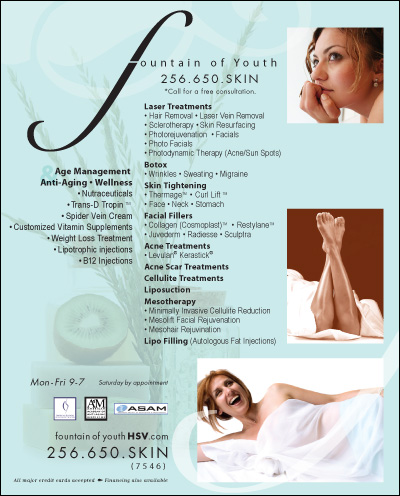 fountain of Youth
256.650.SKIN
*Call for a free consultation.
Laser Treatments
• Hair Removal • Laser Vein Removal
• Sclerotherapy • Skin Resurfacing
• Photorejuvenation • Facials
• Photo Facials
• Photodynamic Therapy (Acne/Sun Spots)
Botox
• Wrinkles • Sweating • Migraine
Skin Tightening
• Thermage™ • Curl Lift™
• Face • Neck • Stomach
Facial Fillers
• Collagen (Cosmoplast)™ • Restylane™
• Juvederm • Radiesse • Sculptra
Acne Treatments
• Levulan® Kerastick®
Acne Scar Treatments
Cellulite Treatments
Liposuction
Mesotherapy
• Minimally Invasive Cellulite Reduction
• Mesolift Facial Rejuvenation
• Mesohair Rejuvination
Lipo Filling (Autologous Fat Injections)
&
Age Management
Anti-Aging • Wellness
• Nutraceuticals
• Trans-D Tropin™
• Spider Vein Cream
• Customized Vitamin Supplements
• Weight Loss Treatment
• Lipotrophic injections
• B12 Injections
Mon-Fri 9-7 Saturday by appointment
ASAM
fountain of youth HSV.com
256.650.SKIN
(7546)
All major credit cards accepted Financing also available